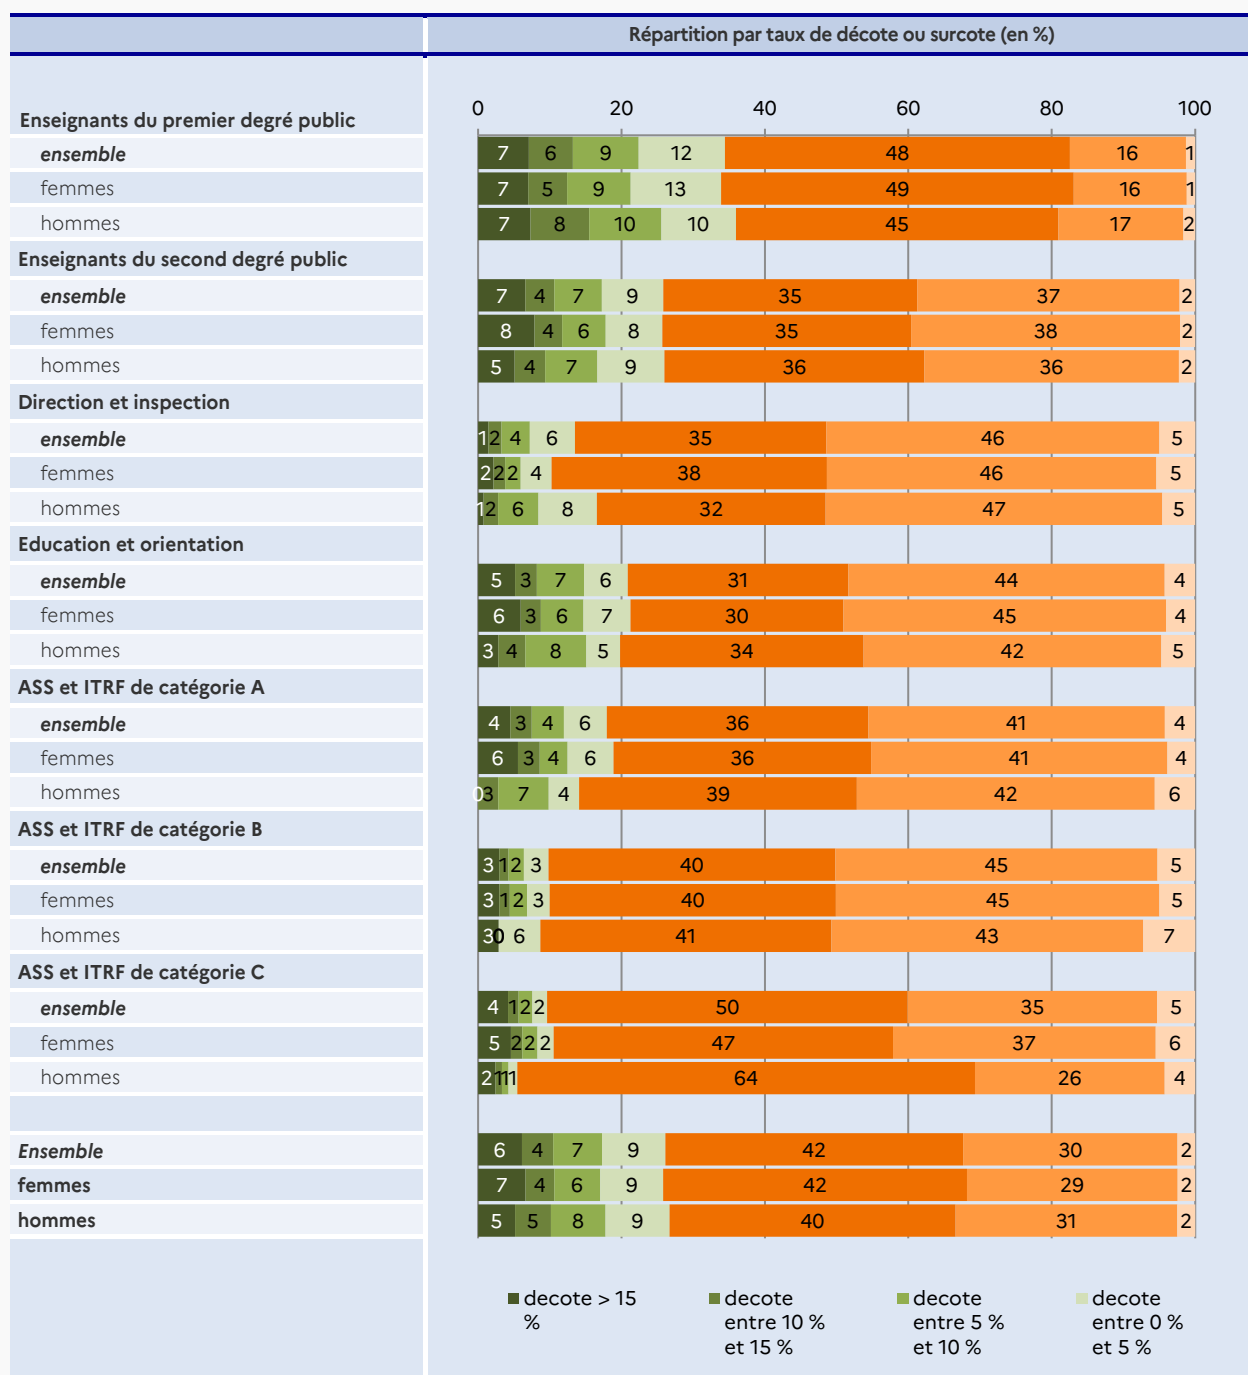 Répartition par taux de décote ou surcote (en %)
0 20 40 60 80 100
Enseignants du premier degré public
ensemble 7 6 9 12 48 16 1
femmes 7 5 9 13 49 16 1
hommes 7 8 10 10 45 17 2
Enseignants du second degré public
ensemble 7 4 7 9 35 37 2
femmes 8 4 6 8 35 38 2
hommes 5 4 7 9 36 36 2
Direction et inspection
ensemble 1 2 4 6 35 46 5
femmes 2 2 2 4 38 46 5
hommes 1 2 6 8 32 47 5
Education et orientation
ensemble 5 3 7 6 31 44 4
femmes 6 3 6 7 30 45 4
hommes 3 4 8 5 34 42 5
ASS et ITRF de catégorie A
ensemble 4 3 4 6 36 41 4
femmes 6 3 4 6 36 41 4
hommes 0 3 7 4 39 42 6
ASS et ITRF de catégorie B
ensemble 3 1 2 3 40 45 5
femmes 3 1 2 3 40 45 5
hommes 3 0 6 41 43 7
ASS et ITRF de catégorie C
ensemble 4 1 2 2 50 35 5
femmes 5 2 2 2 47 37 6
hommes 2 1 1 1 64 26 4
Ensemble 6 4 7 9 42 30 2
femmes 7 4 6 9 42 29 2
hommes 5 5 8 9 40 31 2
decote > 15
%
decote
entre 10 %
et 15 %
decote
entre 5 %
et 10 %
decote
entre 0 %
et 5 %